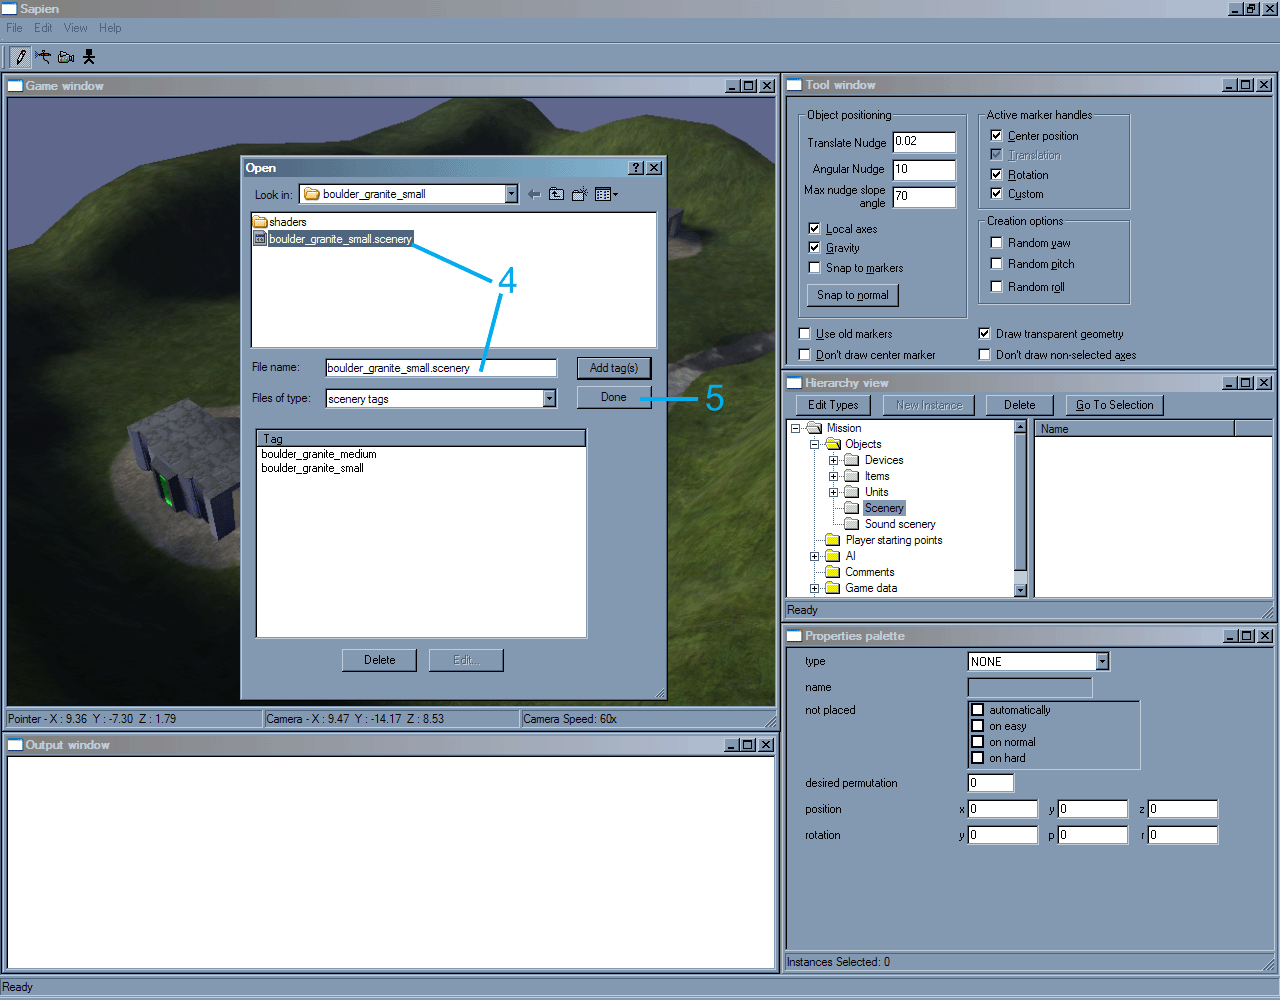 Sapien
File Edit View Help
Game window
Open
Look in: boulder_granite_small
shaders
boulder_granite_small.scenery
4
File name: boulder_granite_small.scenery Add tag(s)
Files of type: scenery tags Done
5
Tag
boulder_granite_medium
boulder_granite_small
Delete Edit...
Pointer - X : 9.36 Y : -7.30 Z : 1.79 Camera - X : 9.47 Y : -14.17 Z : 8.53 Camera Speed: 60x
Output window
Tool window
Object positioning
Translate Nudge 0.02
Angular Nudge 10
Max nudge slope
angle 70
Local axes
Gravity
Snap to markers
Snap to normal
Active marker handles
Center position
Translation
Rotation
Custom
Creation options
Random yaw
Random pitch
Random roll
Use old markers Draw transparent geometry
Don't draw center marker Don't draw non-selected axes
Hierarchy view
Edit Types New Instance Delete Go To Selection
Mission
Objects
Devices
Items
Units
Scenery
Sound scenery
Player starting points
AI
Comments
Game data
Name
Ready
Properties palette
type NONE
name
not placed automatically
on easy
on normal
on hard
desired permutation 0
position x 0 y 0 z 0
rotation y 0 p 0 r 0
Instances Selected: 0
Ready